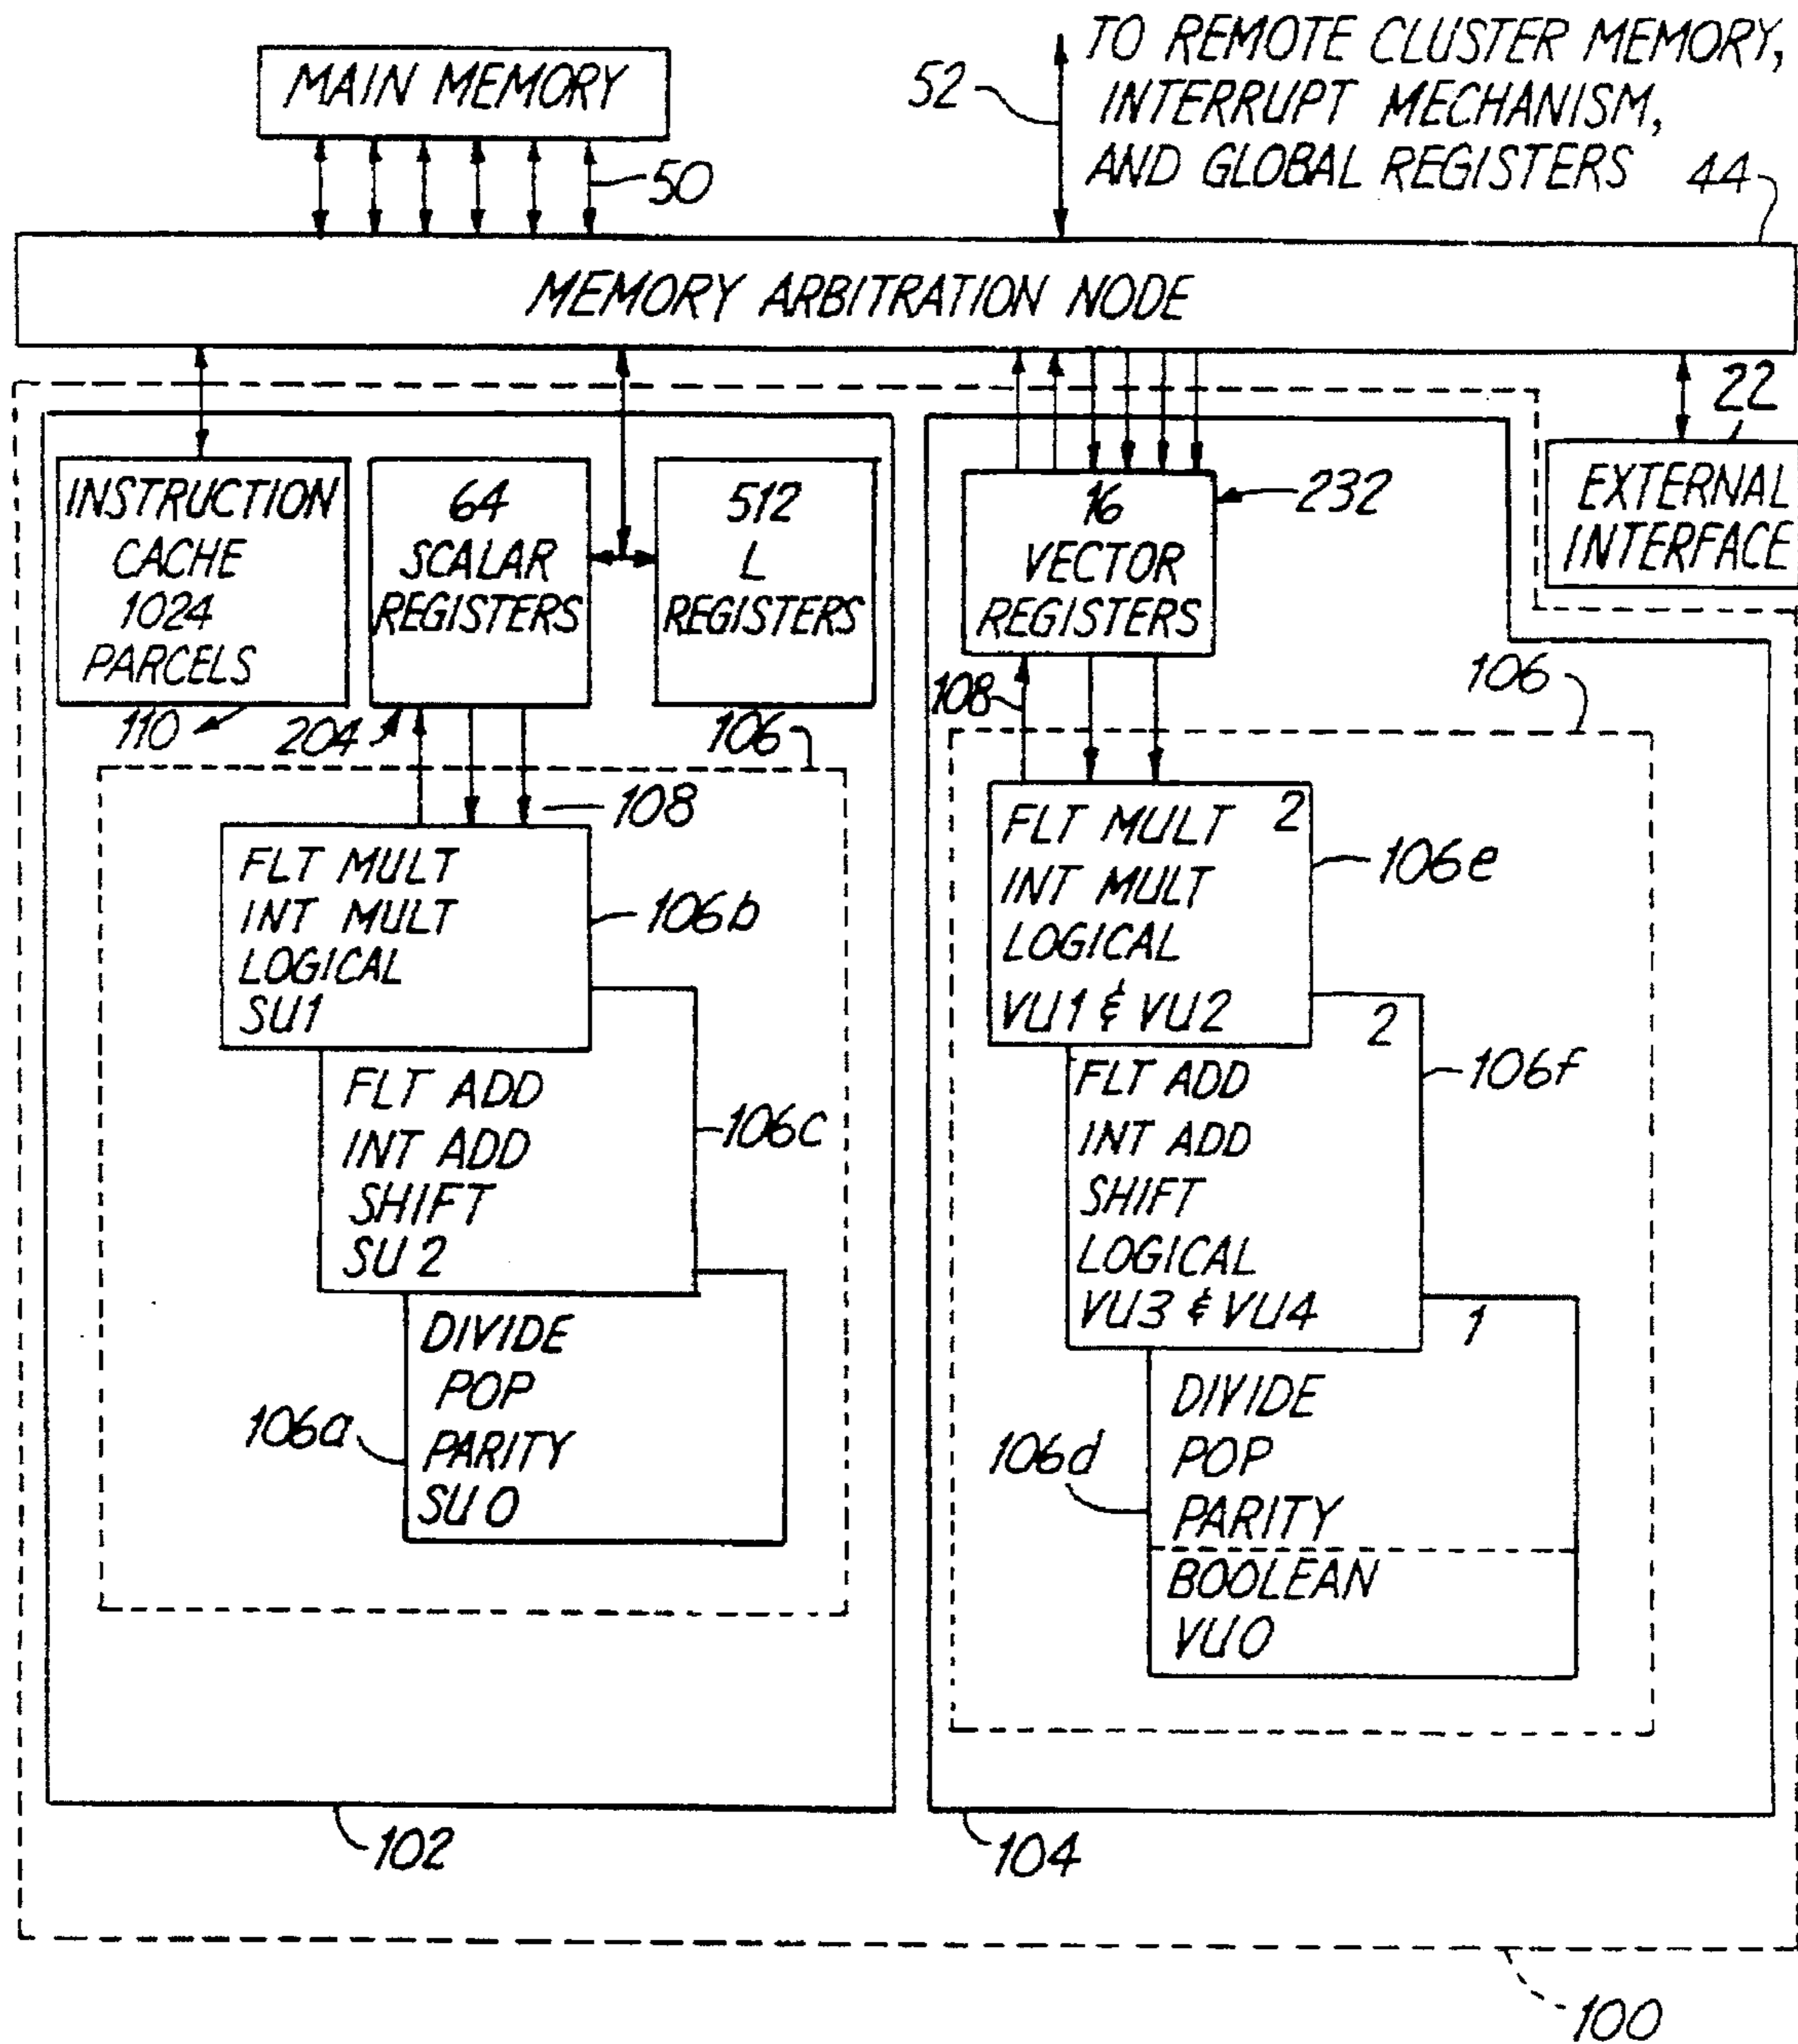 MAIN MEMORY
50
52
TO REMOTE CLUSTER MEMORY,
INTERRUPT MECHANISM,
AND GLOBAL REGISTERS
44
MEMORY ARBITRATION NODE
22
EXTERNAL
INTERFACE
INSTRUCTION
CACHE
1024
PARCELS
110
64
SCALAR
REGISTERS
204
512
L
REGISTERS
16
VECTOR
REGISTERS
232
106
108
FLT MULT
INT MULT
LOGICAL
SU1
106b
FLT ADD
INT ADD
SHIFT
SU2
106c
DIVIDE
POP
PARITY
SU0
106a
102
108
106
FLT MULT 2
INT MULT
LOGICAL
VU1 & VU2
106e
2
FLT ADD
INT ADD
SHIFT
LOGICAL
VU3 & VU4
106f
1
DIVIDE
POP
PARITY
BOOLEAN
VU0
106d
104
100